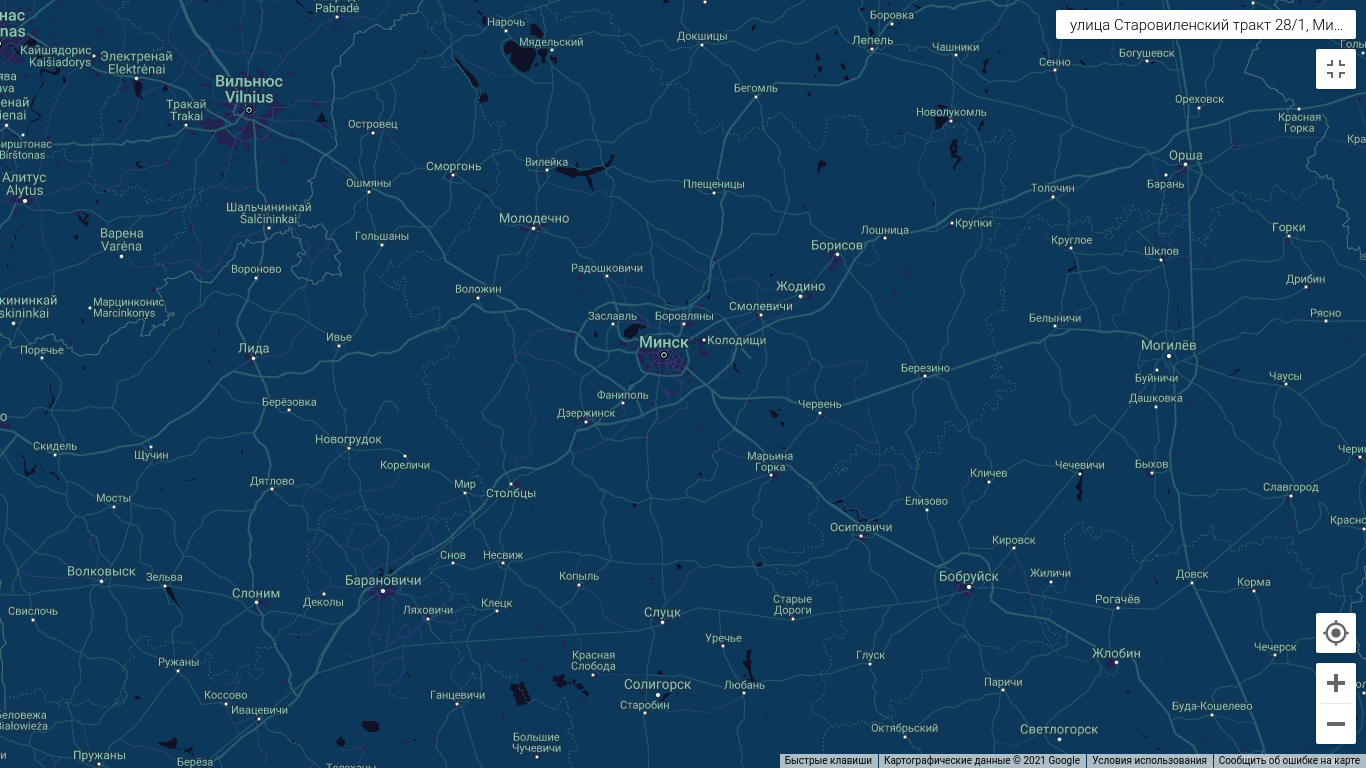 нас
nas
Pabradė
Нарочь
Мядельский
Докшицы
Боровка
Лепель
Чашники
улица Старовиленский тракт 28/1, Ми...
Богушевск
Сенно
Кайшядорис
Kaišiadorys
Электренай
Elektrėnai
Вильнюс
Vilnius
Тракай
Trakai
Бегомль
Ореховск
Новолукомль
Красная
Горка
Островец
Birštonas
Алитус
Alytus
Сморгонь
Вилейка
Ошмяны
Плещеницы
Орша
Барань
Толочин
Шальчининкай
Šalčininkai
Молодечно
Варена
Varėna
Гольшаны
Лошница
Крупки
Борисов
Круглое
Шклов
Горки
Вороново
Радошковичи
Воложин
Жодино
Дрибин
кининкай
skininkai
Марцинконис
Marcinkonys
Смолевичи
Заславль
Боровляны
Белыничи
Рясно
Минск
Колодищи
Ивье
Лида
Поречье
Могилёв
Березино
Буйничи
Чаусы
Фаниполь
Дзержинск
Берёзовка
Червень
Дашковка
Скидель
Щучин
Новогрудок
Кореличи
Марьина
Горка
Кличев
Чечевичи
Быхов
Дятлово
Мир
Столбцы
Славгород
Мосты
Елизово
Осиповичи
Кировск
Снов
Несвиж
Волковыск
Зельва
Барановичи
Копыль
Бобруйск
Жиличи
Довск
Корма
Слоним
Деколы
Ляховичи
Клецк
Слуцк
Старые
Дороги
Рогачёв
Свислочь
Уречье
Ружаны
Красная
Слобода
Глуск
Жлобин
Чечерск
Солигорск
Любань
Паричи
Коссово
Ивацевичи
Ганцевичи
Старобин
Буда-Кошелево
Białowieża
Октябрьский
Светлогорск
Большие
Чучевичи
Пружаны
Берёза
Быстрые клавиши
Картографические данные © 2021 Google
Условия использования
Сообщить об ошибке на карте